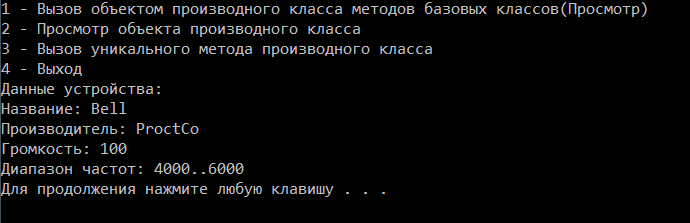 1 - Вызов объектом производного класса методов базовых классов(Просмотр)
2 - Просмотр объекта производного класса
3 - Вызов уникального метода производного класса
4 - Выход
Данные устройства:
Название: Bell
Производитель: ProctCo
Громкость: 100
Диапазон частот: 4000..6000
Для продолжения нажмите любую клавишу . . .